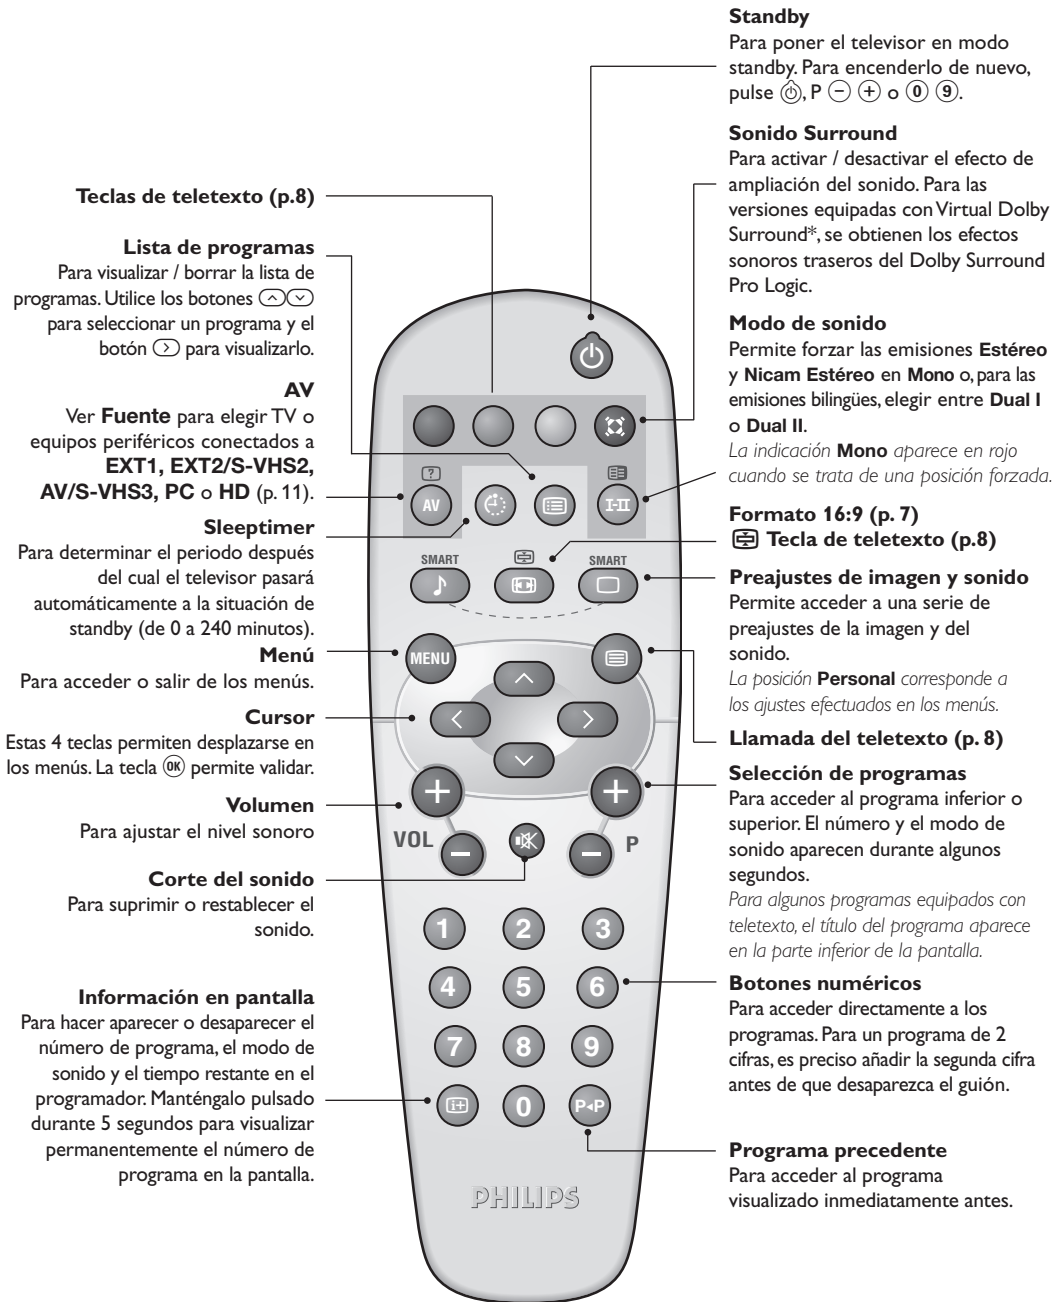 Standby
Para poner el televisor en modo
standby. Para encenderlo de nuevo,
pulse ⏻, P − + o 0 9.
Sonido Surround
Para activar / desactivar el efecto de
ampliación del sonido. Para las
versiones equipadas con Virtual Dolby
Surround*, se obtienen los efectos
sonoros traseros del Dolby Surround
Pro Logic.
Modo de sonido
Permite forzar las emisiones Estéreo
y Nicam Estéreo en Mono o, para las
emisiones bilingües, elegir entre Dual I
o Dual II.
La indicación Mono aparece en rojo
cuando se trata de una posición forzada.
Formato 16:9 (p. 7)
Tecla de teletexto (p.8)
Preajustes de imagen y sonido
Permite acceder a una serie de
preajustes de la imagen y del
sonido.
La posición Personal corresponde a
los ajustes efectuados en los menús.
Llamada del teletexto (p. 8)
Selección de programas
Para acceder al programa inferior o
superior. El número y el modo de
sonido aparecen durante algunos
segundos.
Para algunos programas equipados con
teletexto, el título del programa aparece
en la parte inferior de la pantalla.
Botones numéricos
Para acceder directamente a los
programas. Para un programa de 2
cifras, es preciso añadir la segunda cifra
antes de que desaparezca el guión.
Programa precedente
Para acceder al programa
visualizado inmediatamente antes.
Teclas de teletexto (p.8)
Lista de programas
Para visualizar / borrar la lista de
programas. Utilice los botones
para seleccionar un programa y el
botón para visualizarlo.
AV
Ver Fuente para elegir TV o
equipos periféricos conectados a
EXT1, EXT2/S-VHS2,
AV/S-VHS3, PC o HD (p. 11).
Sleeptimer
Para determinar el periodo después
del cual el televisor pasará
automáticamente a la situación de
standby (de 0 a 240 minutos).
Menú
Para acceder o salir de los menús.
Cursor
Estas 4 teclas permiten desplazarse en
los menús. La tecla OK permite validar.
Volumen
Para ajustar el nivel sonoro
Corte del sonido
Para suprimir o restablecer el
sonido.
Información en pantalla
Para hacer aparecer o desaparecer el
número de programa, el modo de
sonido y el tiempo restante en el
programador. Manténgalo pulsado
durante 5 segundos para visualizar
permanentemente el número de
programa en la pantalla.
?
AV I-II
SMART SMART
MENU
+ +
VOL − − P
1 2 3
4 5 6
7 8 9
i+ 0 P◂P
PHILIPS